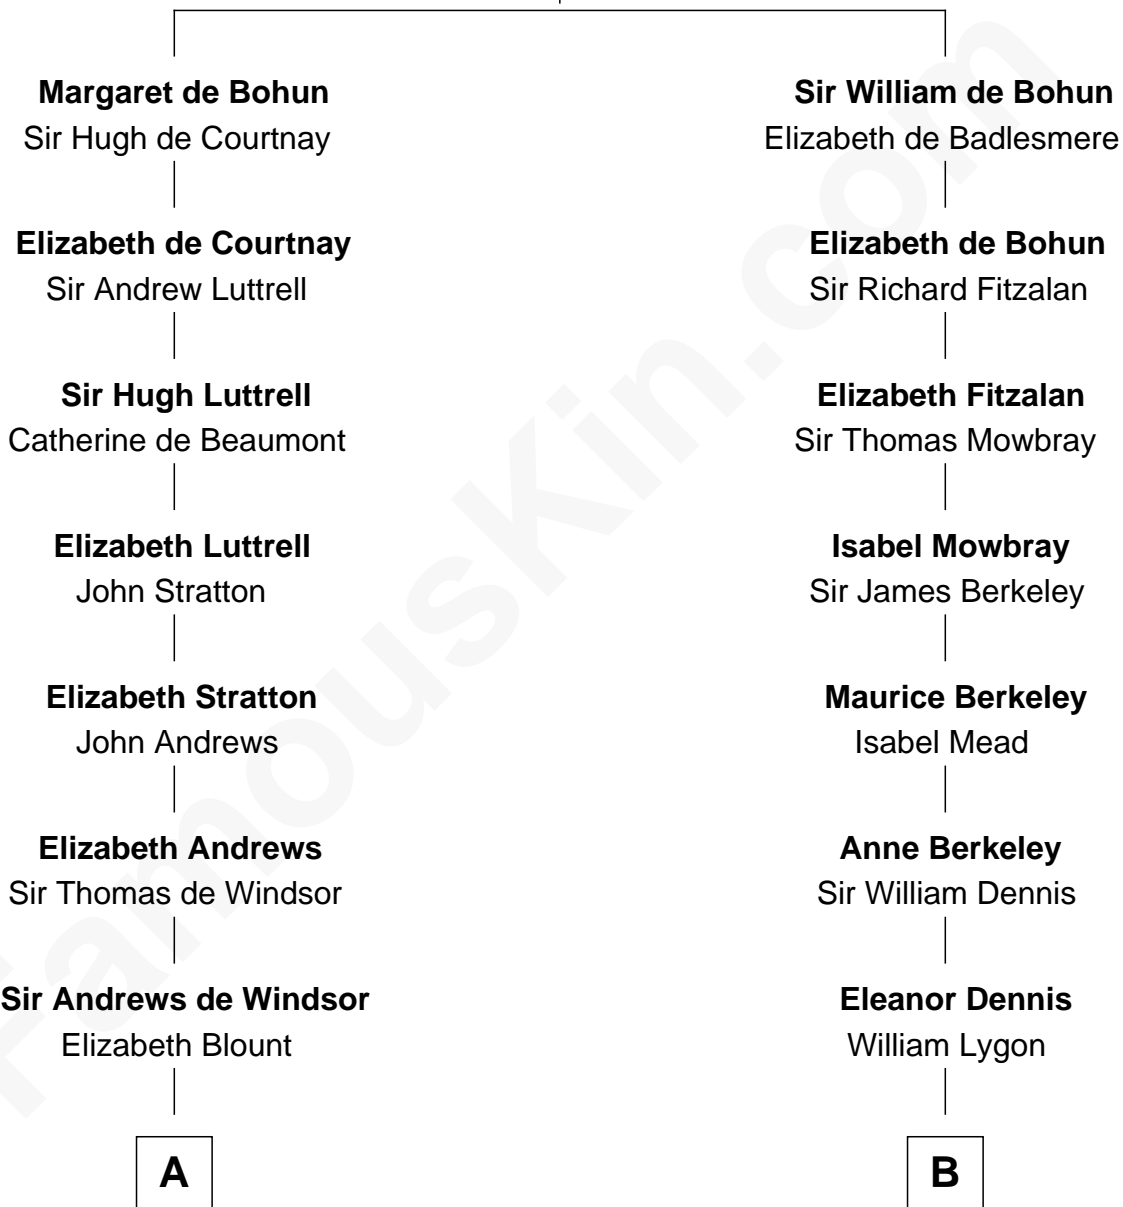 Margaret de Bohun
Sir Hugh de Courtnay
Elizabeth de Courtnay
Sir Andrew Luttrell
Sir Hugh Luttrell
Catherine de Beaumont
Elizabeth Luttrell
John Stratton
Elizabeth Stratton
John Andrews
Elizabeth Andrews
Sir Thomas de Windsor
Sir Andrews de Windsor
Elizabeth Blount
A
Sir William de Bohun
Elizabeth de Badlesmere
Elizabeth de Bohun
Sir Richard Fitzalan
Elizabeth Fitzalan
Sir Thomas Mowbray
Isabel Mowbray
Sir James Berkeley
Maurice Berkeley
Isabel Mead
Anne Berkeley
Sir William Dennis
Eleanor Dennis
William Lygon
B
FamousKin.com